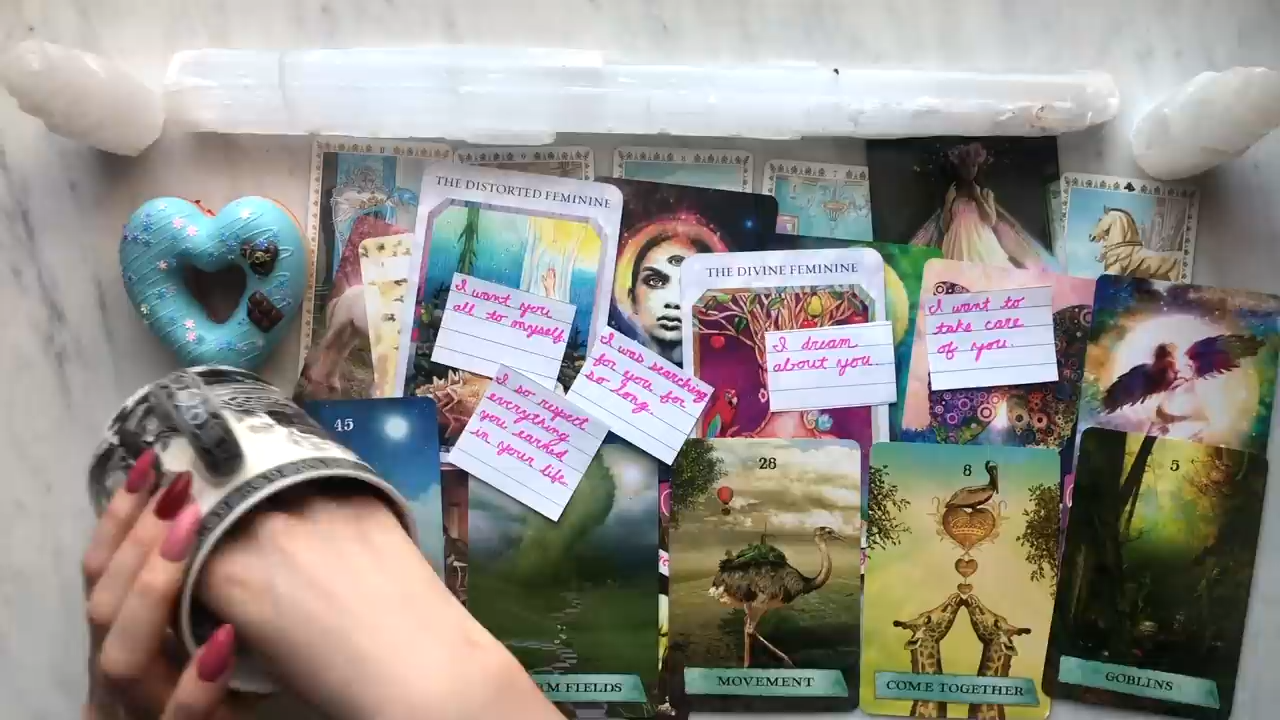 THE DISTORTED FEMININE
THE DIVINE FEMININE
I want you
all to myself.
I was searching
for you for
so long.
I so respect
everything
you earned
in your life.
I dream
about you...
I want to
take care
of you.
45
28
8
5
FIELDS
MOVEMENT
COME TOGETHER
GOBLINS